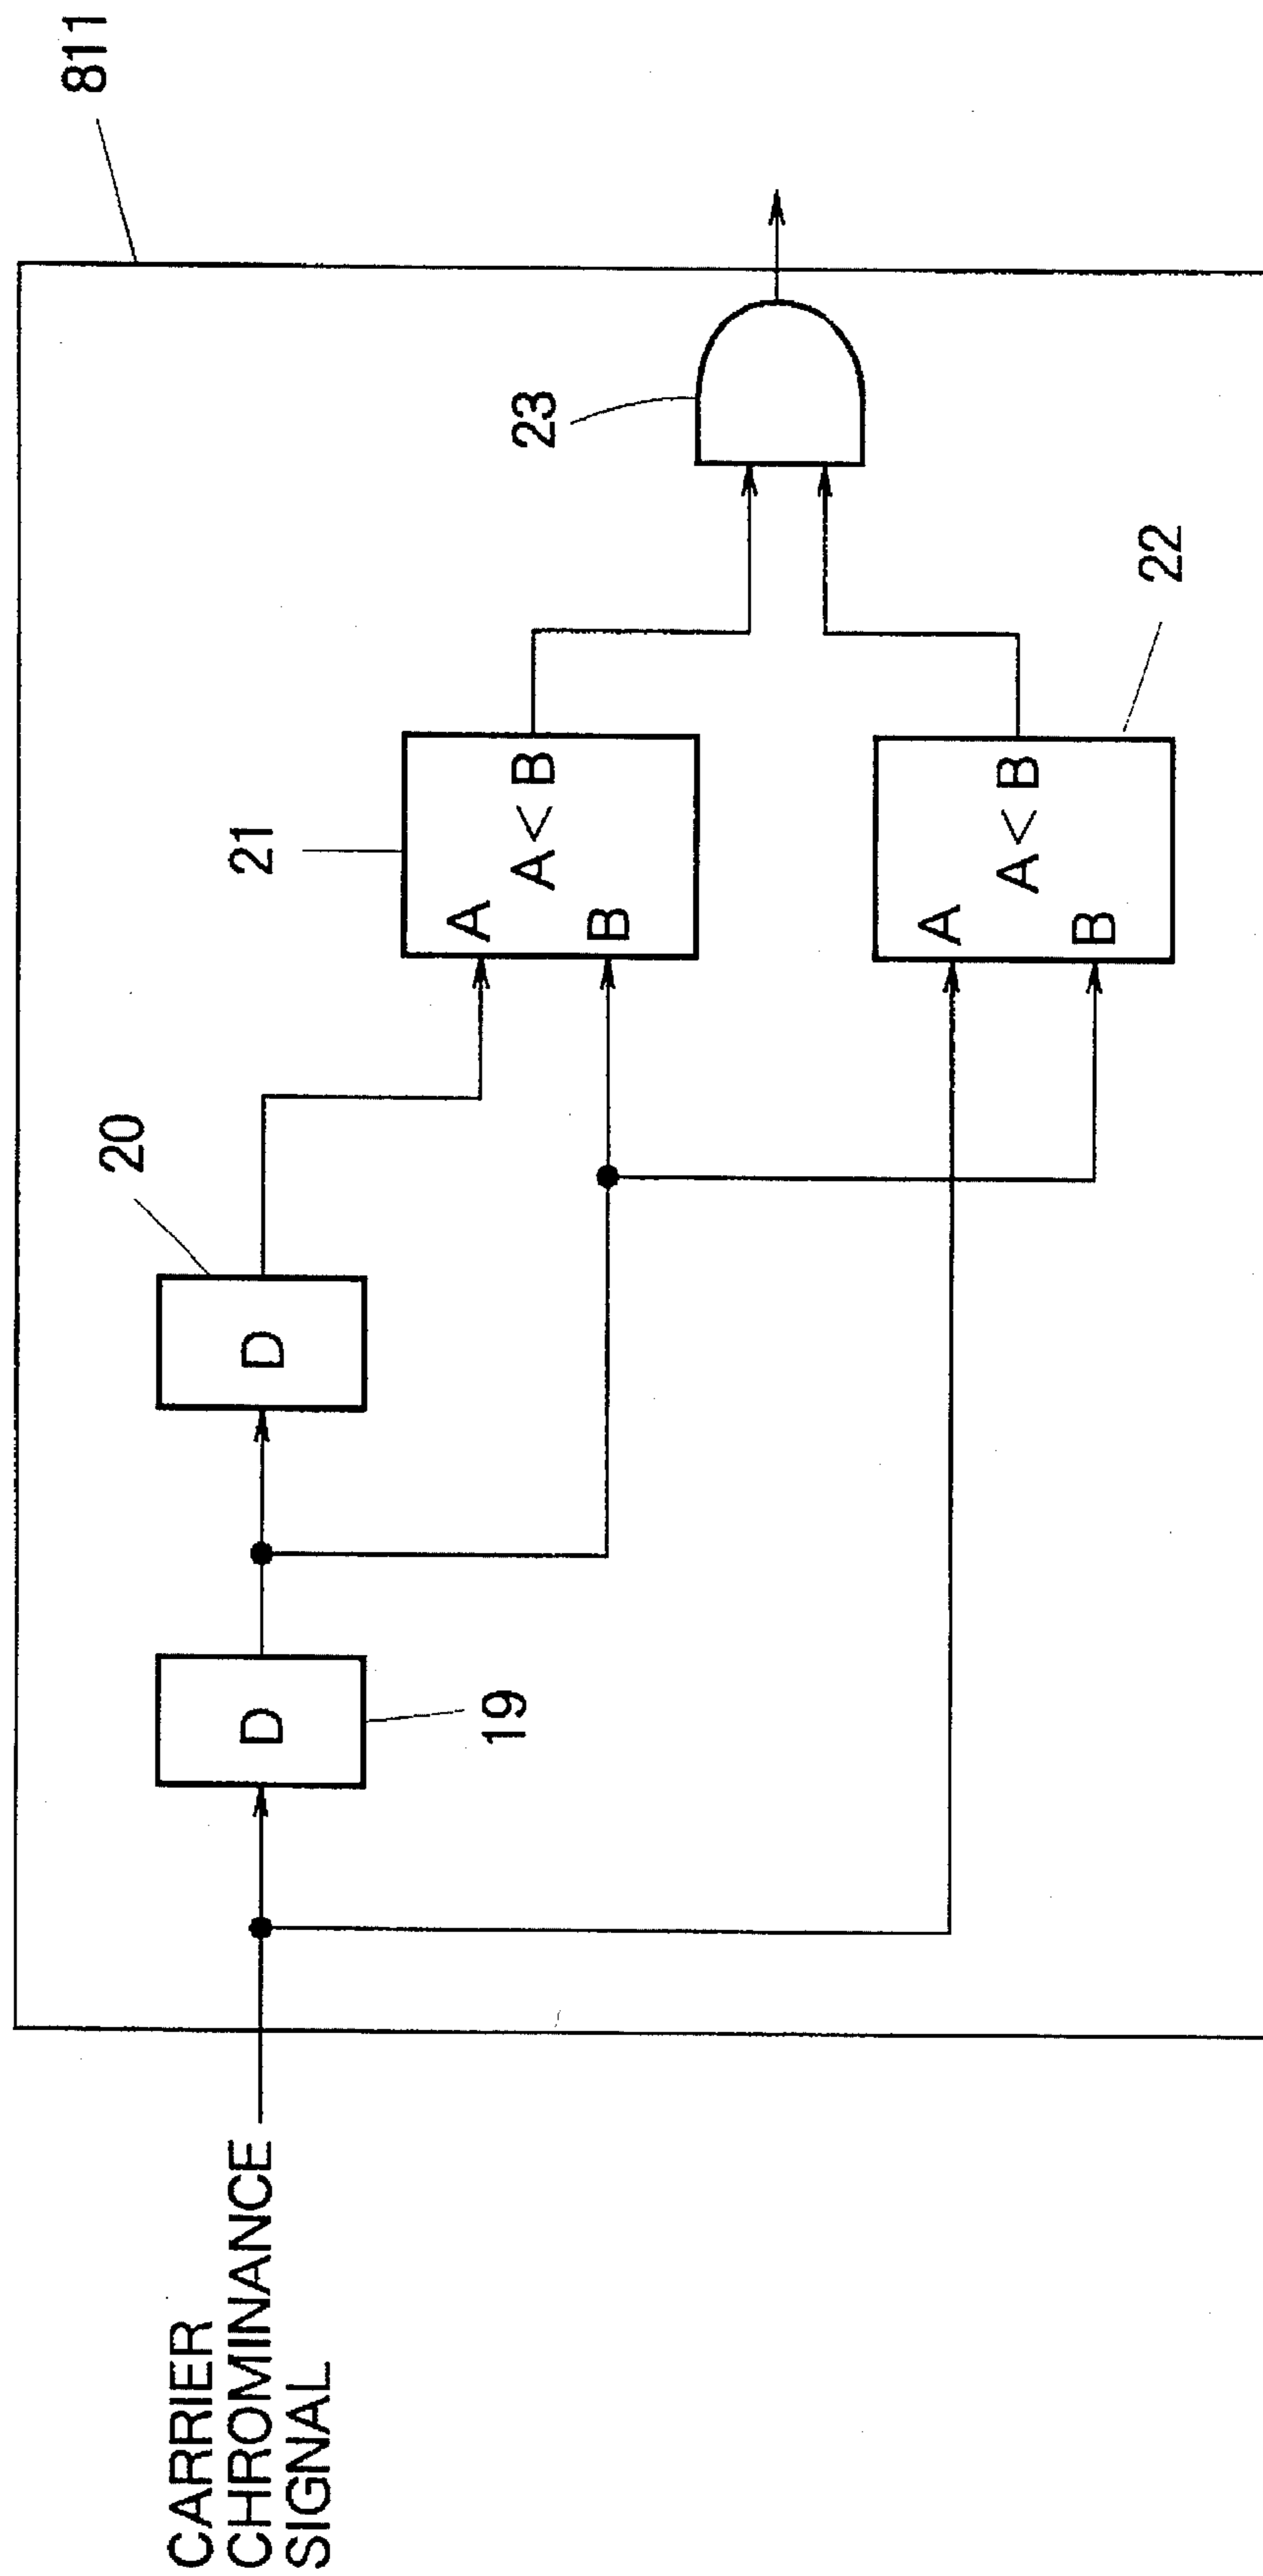 811
CARRIER
CHROMINANCE
SIGNAL
D
19
D
20
21
A
A<B
B
22
A
A<B
B
23